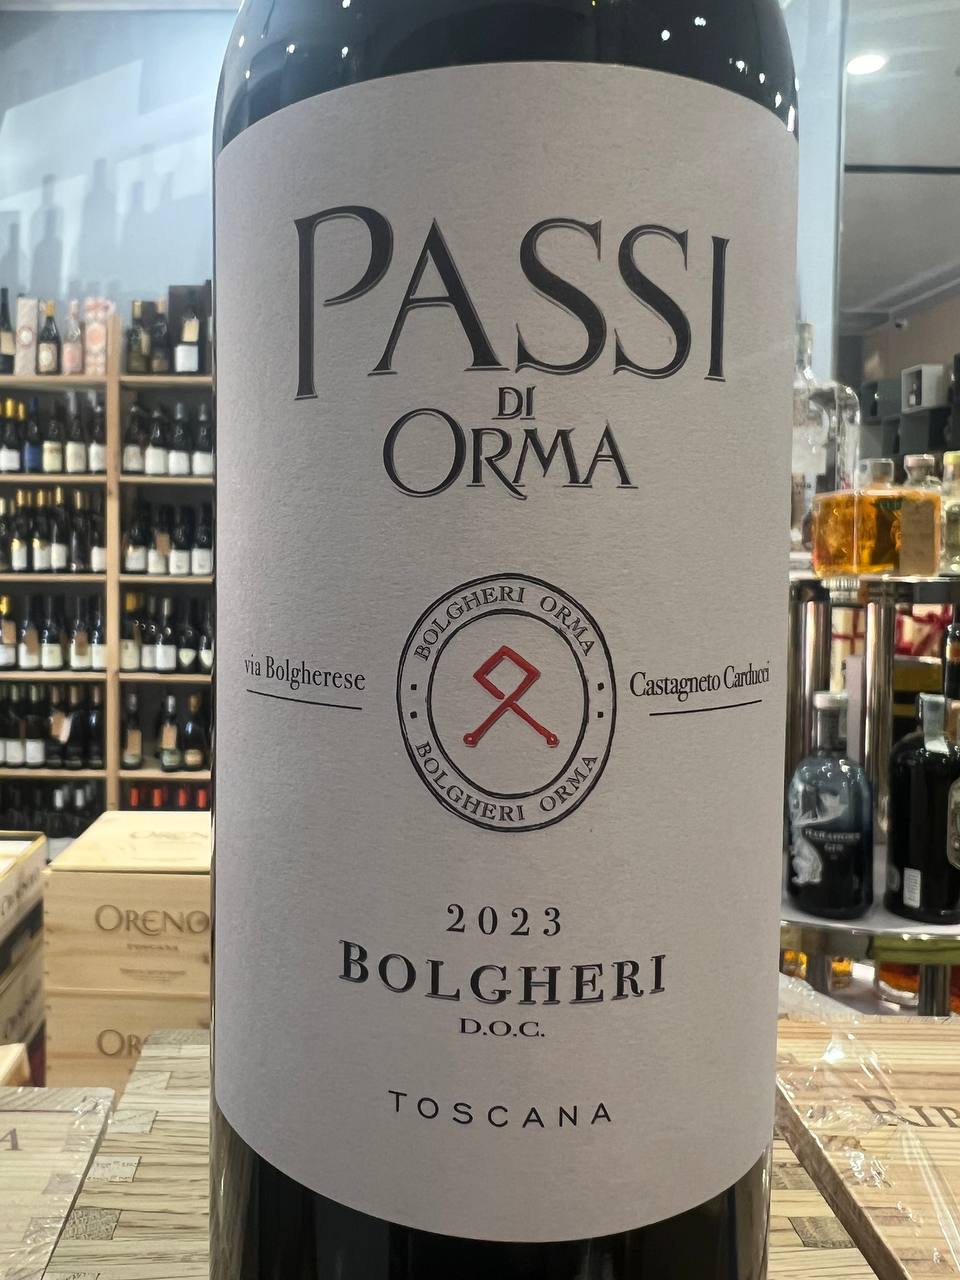 PASSI
DI
ORMA
BOLGHERI ORMA
via Bolgherese
Castagneto Carducci
BOLGHERI ORMA
2023
BOLGHERI
D.O.C.
TOSCANA
ORENO
TOSCANA